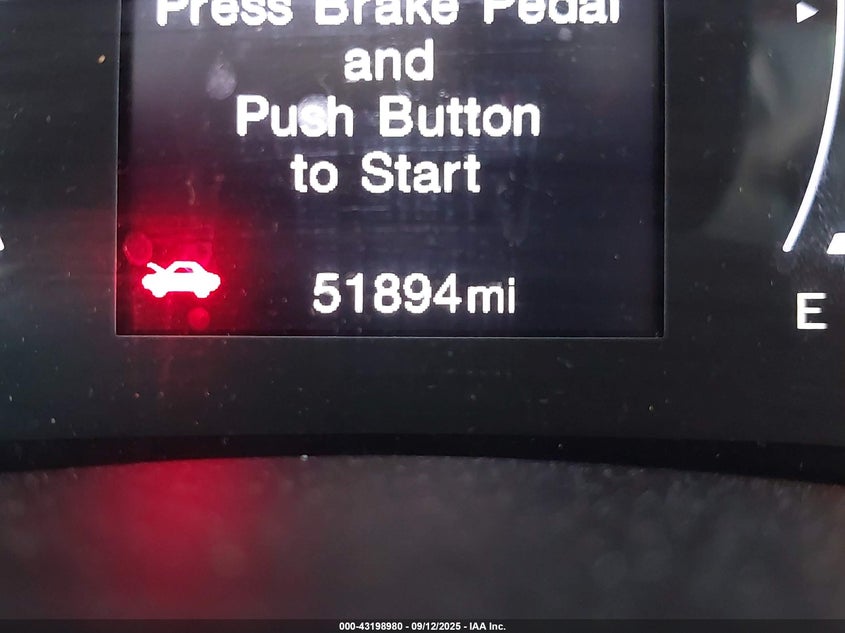 Press Brake Pedal
and
Push Button
to Start
51894mi
E
000-43198980 - 09/12/2025 - IAA Inc.